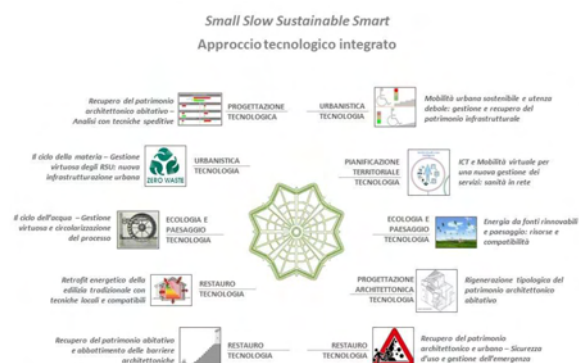 Small Slow Sustainable Smart
Approccio tecnologico integrato
Recupero del patrimonio
architettonico abitativo –
Analisi con tecniche speditive
PROGETTAZIONE
TECNOLOGICA
URBANISTICA
TECNOLOGIA
Mobilità urbana sostenibile e utenza
debole: gestione e recupero del
patrimonio infrastrutturale
Il ciclo della materia – Gestione
virtuosa degli RSU: nuova
infrastrutturazione urbana
ZERO WASTE
URBANISTICA
TECNOLOGIA
PIANIFICAZIONE
TERRITORIALE
TECNOLOGIA
ICT e Mobilità virtuale per
una nuova gestione dei
servizi: sanità in rete
Il ciclo dell'acqua – Gestione
virtuosa e circolarizzazione
del processo
ECOLOGIA E
PAESAGGIO
TECNOLOGIA
ECOLOGIA E
PAESAGGIO
TECNOLOGIA
Energia da fonti rinnovabili
e paesaggio: risorse e
compatibilità
Retrofit energetico della
edilizia tradizionale con
tecniche locali e compatibili
RESTAURO
TECNOLOGIA
PROGETTAZIONE
ARCHITETTONICA
TECNOLOGIA
Rigenerazione tipologica del
patrimonio architettonico
abitativo
Recupero del patrimonio abitativo
e abbattimento delle barriere
architettoniche
RESTAURO
TECNOLOGIA
RESTAURO
TECNOLOGIA
Recupero del patrimonio
architettonico e urbano – Sicurezza
d'uso e gestione dell'emergenza